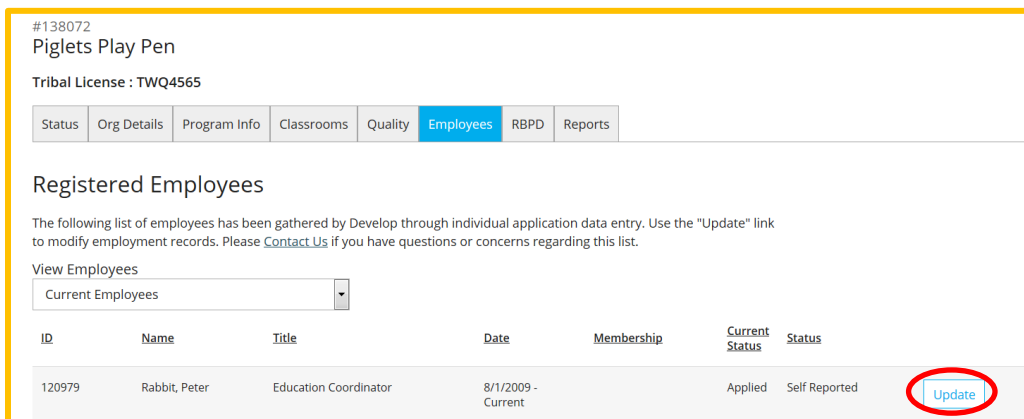 #138072
Piglets Play Pen
Tribal License : TWQ4565
Status Org Details Program Info Classrooms Quality Employees RBPD Reports
Registered Employees
The following list of employees has been gathered by Develop through individual application data entry. Use the "Update" link
to modify employment records. Please Contact Us if you have questions or concerns regarding this list.
View Employees
Current Employees
ID Name Title Date Membership Current Status Status
120979 Rabbit, Peter Education Coordinator 8/1/2009 - Current Applied Self Reported Update